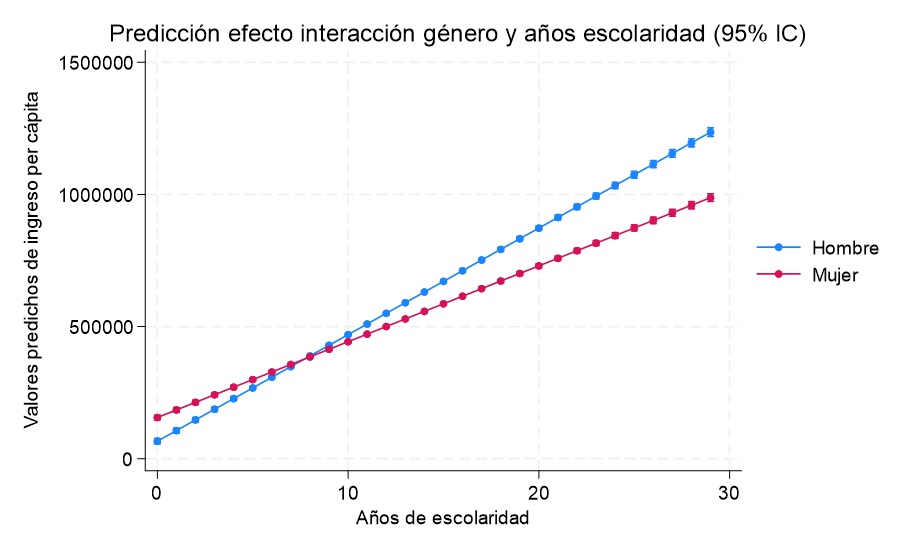 Predicción efecto interacción género y años escolaridad (95% IC)
Valores predichos de ingreso per cápita
1500000
1000000
500000
0
0 10 20 30
Años de escolaridad
Hombre
Mujer